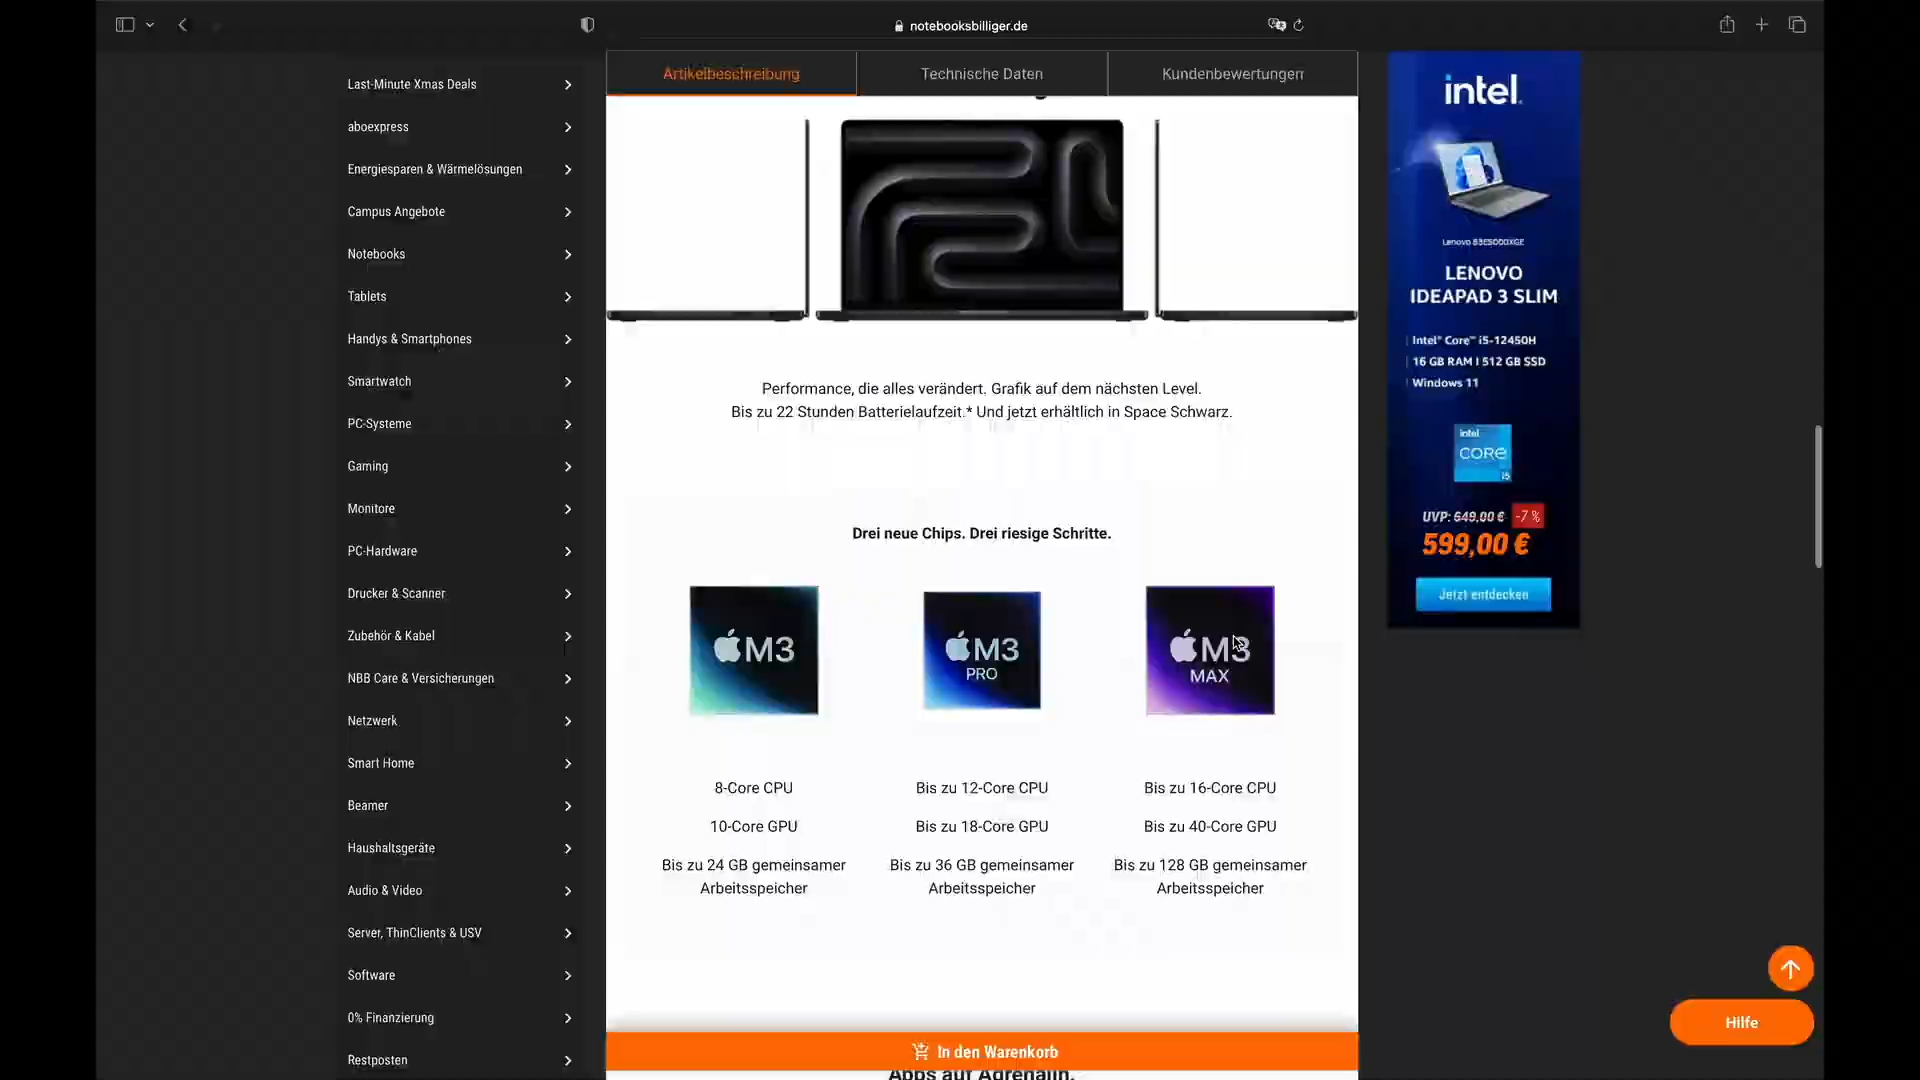 notebooksbilliger.de
Last-Minute Xmas Deals
aboexpress
Energiesparen & Wärmelösungen
Campus Angebote
Notebooks
Tablets
Handys & Smartphones
Smartwatch
PC-Systeme
Gaming
Monitore
PC-Hardware
Drucker & Scanner
Zubehör & Kabel
NBB Care & Versicherungen
Netzwerk
Smart Home
Beamer
Haushaltsgeräte
Audio & Video
Server, ThinClients & USV
Software
0% Finanzierung
Restposten
Artikelbeschreibung
Technische Daten
Kundenbewertungen
Performance, die alles verändert. Grafik auf dem nächsten Level.
Bis zu 22 Stunden Batterielaufzeit.* Und jetzt erhältlich in Space Schwarz.
Drei neue Chips. Drei riesige Schritte.
M3
M3
PRO
M3
MAX
8-Core CPU
10-Core GPU
Bis zu 24 GB gemeinsamer
Arbeitsspeicher
Bis zu 12-Core CPU
Bis zu 18-Core GPU
Bis zu 36 GB gemeinsamer
Arbeitsspeicher
Bis zu 16-Core CPU
Bis zu 40-Core GPU
Bis zu 128 GB gemeinsamer
Arbeitsspeicher
In den Warenkorb
Apps auf Adrenalin.
intel.
Lenovo 83ES000XGE
LENOVO
IDEAPAD 3 SLIM
Intel® Core™ i5-12450H
16 GB RAM I 512 GB SSD
Windows 11
intel
CORE
i5
UVP: 649,00 € -7 %
599,00 €
Jetzt entdecken
Hilfe